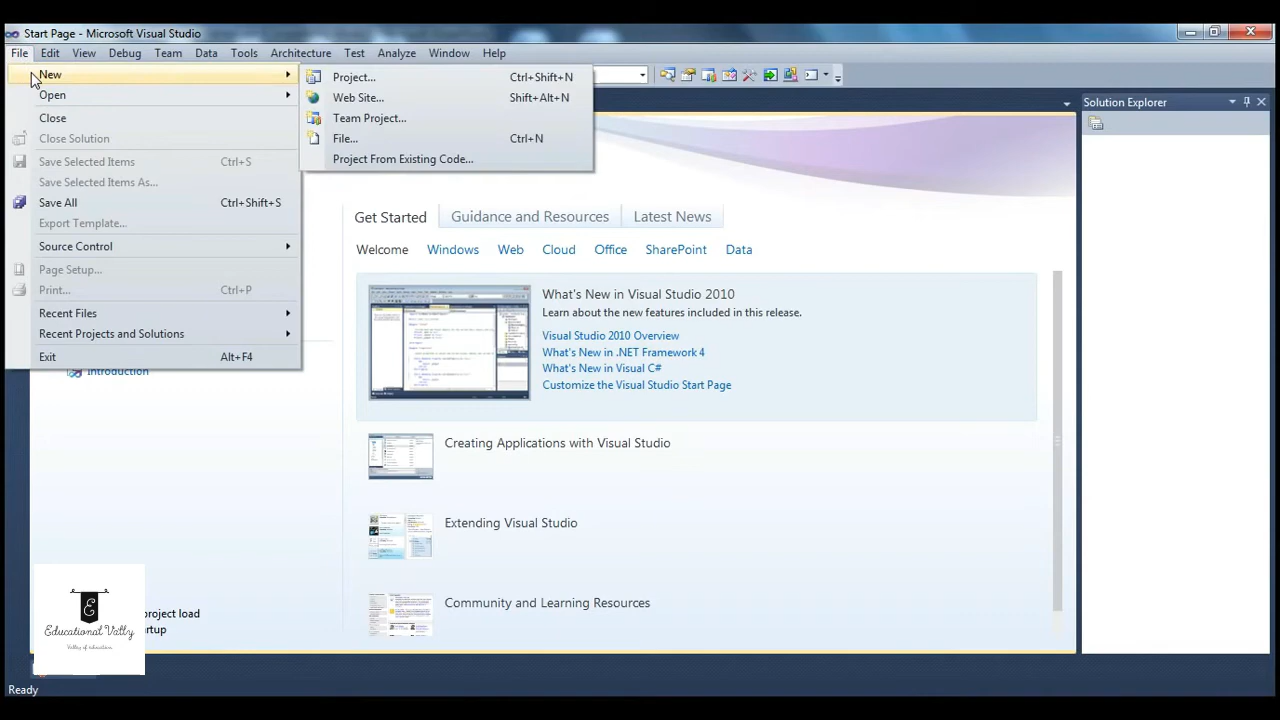 Start Page - Microsoft Visual Studio
File Edit View Debug Team Data Tools Architecture Test Analyze Window Help
New
Open
Close
Close Solution
Save Selected Items Ctrl+S
Save Selected Items As...
Save All Ctrl+Shift+S
Export Template...
Source Control
Page Setup...
Print... Ctrl+P
Recent Files
Recent Projects and Solutions
Exit Alt+F4
Project... Ctrl+Shift+N
Web Site... Shift+Alt+N
Team Project...
File... Ctrl+N
Project From Existing Code...
Solution Explorer
Get Started Guidance and Resources Latest News
Welcome Windows Web Cloud Office SharePoint Data
What's New in Visual Studio 2010
Learn about the new features included in this release.
Visual Studio 2010 Overview
What's New in .NET Framework 4
What's New in Visual C#
Customize the Visual Studio Start Page
Introduction
Creating Applications with Visual Studio
Extending Visual Studio
Community and Learning Resources
project load
E
Educational Vally
Valley of education
Ready